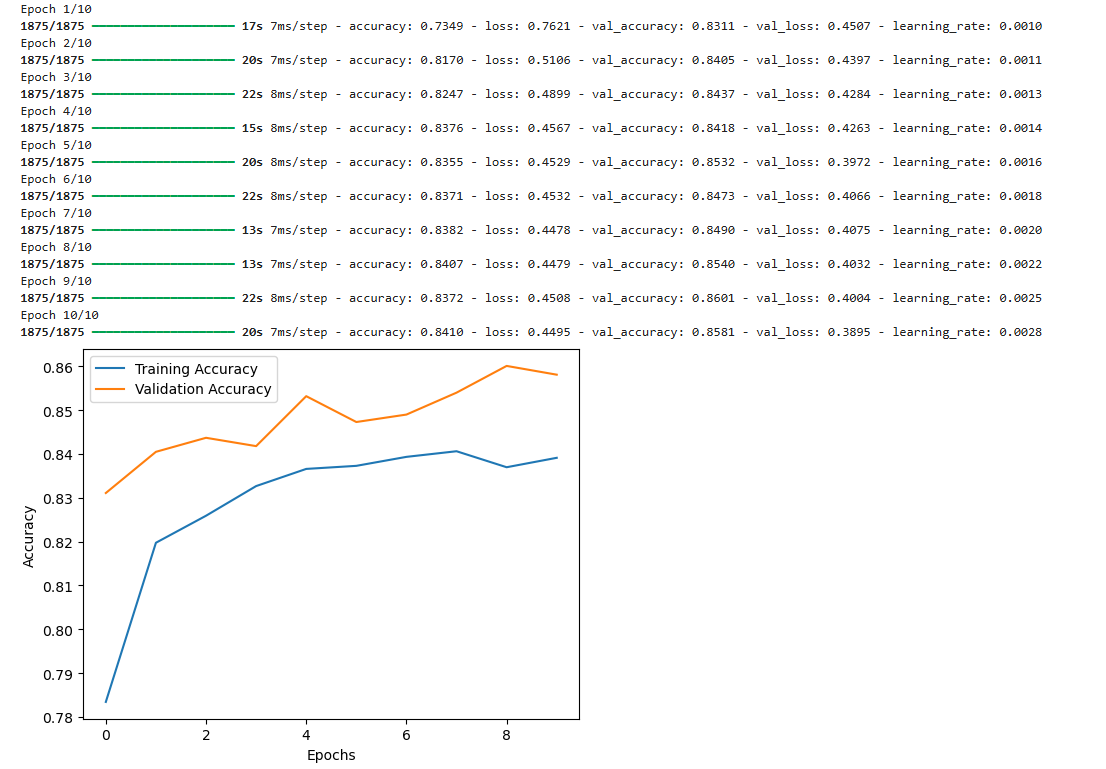 Epoch 1/10
1875/1875 ━━━━━━━━━━━━━━━━━━━━ 17s 7ms/step - accuracy: 0.7349 - loss: 0.7621 - val_accuracy: 0.8311 - val_loss: 0.4507 - learning_rate: 0.0010
Epoch 2/10
1875/1875 ━━━━━━━━━━━━━━━━━━━━ 20s 7ms/step - accuracy: 0.8170 - loss: 0.5106 - val_accuracy: 0.8405 - val_loss: 0.4397 - learning_rate: 0.0011
Epoch 3/10
1875/1875 ━━━━━━━━━━━━━━━━━━━━ 22s 8ms/step - accuracy: 0.8247 - loss: 0.4899 - val_accuracy: 0.8437 - val_loss: 0.4284 - learning_rate: 0.0013
Epoch 4/10
1875/1875 ━━━━━━━━━━━━━━━━━━━━ 15s 8ms/step - accuracy: 0.8376 - loss: 0.4567 - val_accuracy: 0.8418 - val_loss: 0.4263 - learning_rate: 0.0014
Epoch 5/10
1875/1875 ━━━━━━━━━━━━━━━━━━━━ 20s 8ms/step - accuracy: 0.8355 - loss: 0.4529 - val_accuracy: 0.8532 - val_loss: 0.3972 - learning_rate: 0.0016
Epoch 6/10
1875/1875 ━━━━━━━━━━━━━━━━━━━━ 22s 8ms/step - accuracy: 0.8371 - loss: 0.4532 - val_accuracy: 0.8473 - val_loss: 0.4066 - learning_rate: 0.0018
Epoch 7/10
1875/1875 ━━━━━━━━━━━━━━━━━━━━ 13s 7ms/step - accuracy: 0.8382 - loss: 0.4478 - val_accuracy: 0.8490 - val_loss: 0.4075 - learning_rate: 0.0020
Epoch 8/10
1875/1875 ━━━━━━━━━━━━━━━━━━━━ 13s 7ms/step - accuracy: 0.8407 - loss: 0.4479 - val_accuracy: 0.8540 - val_loss: 0.4032 - learning_rate: 0.0022
Epoch 9/10
1875/1875 ━━━━━━━━━━━━━━━━━━━━ 22s 8ms/step - accuracy: 0.8372 - loss: 0.4508 - val_accuracy: 0.8601 - val_loss: 0.4004 - learning_rate: 0.0025
Epoch 10/10
1875/1875 ━━━━━━━━━━━━━━━━━━━━ 20s 7ms/step - accuracy: 0.8410 - loss: 0.4495 - val_accuracy: 0.8581 - val_loss: 0.3895 - learning_rate: 0.0028
Training Accuracy
Validation Accuracy
0.86
0.85
0.84
0.83
0.82
0.81
0.80
0.79
0.78
Accuracy
0 2 4 6 8
Epochs